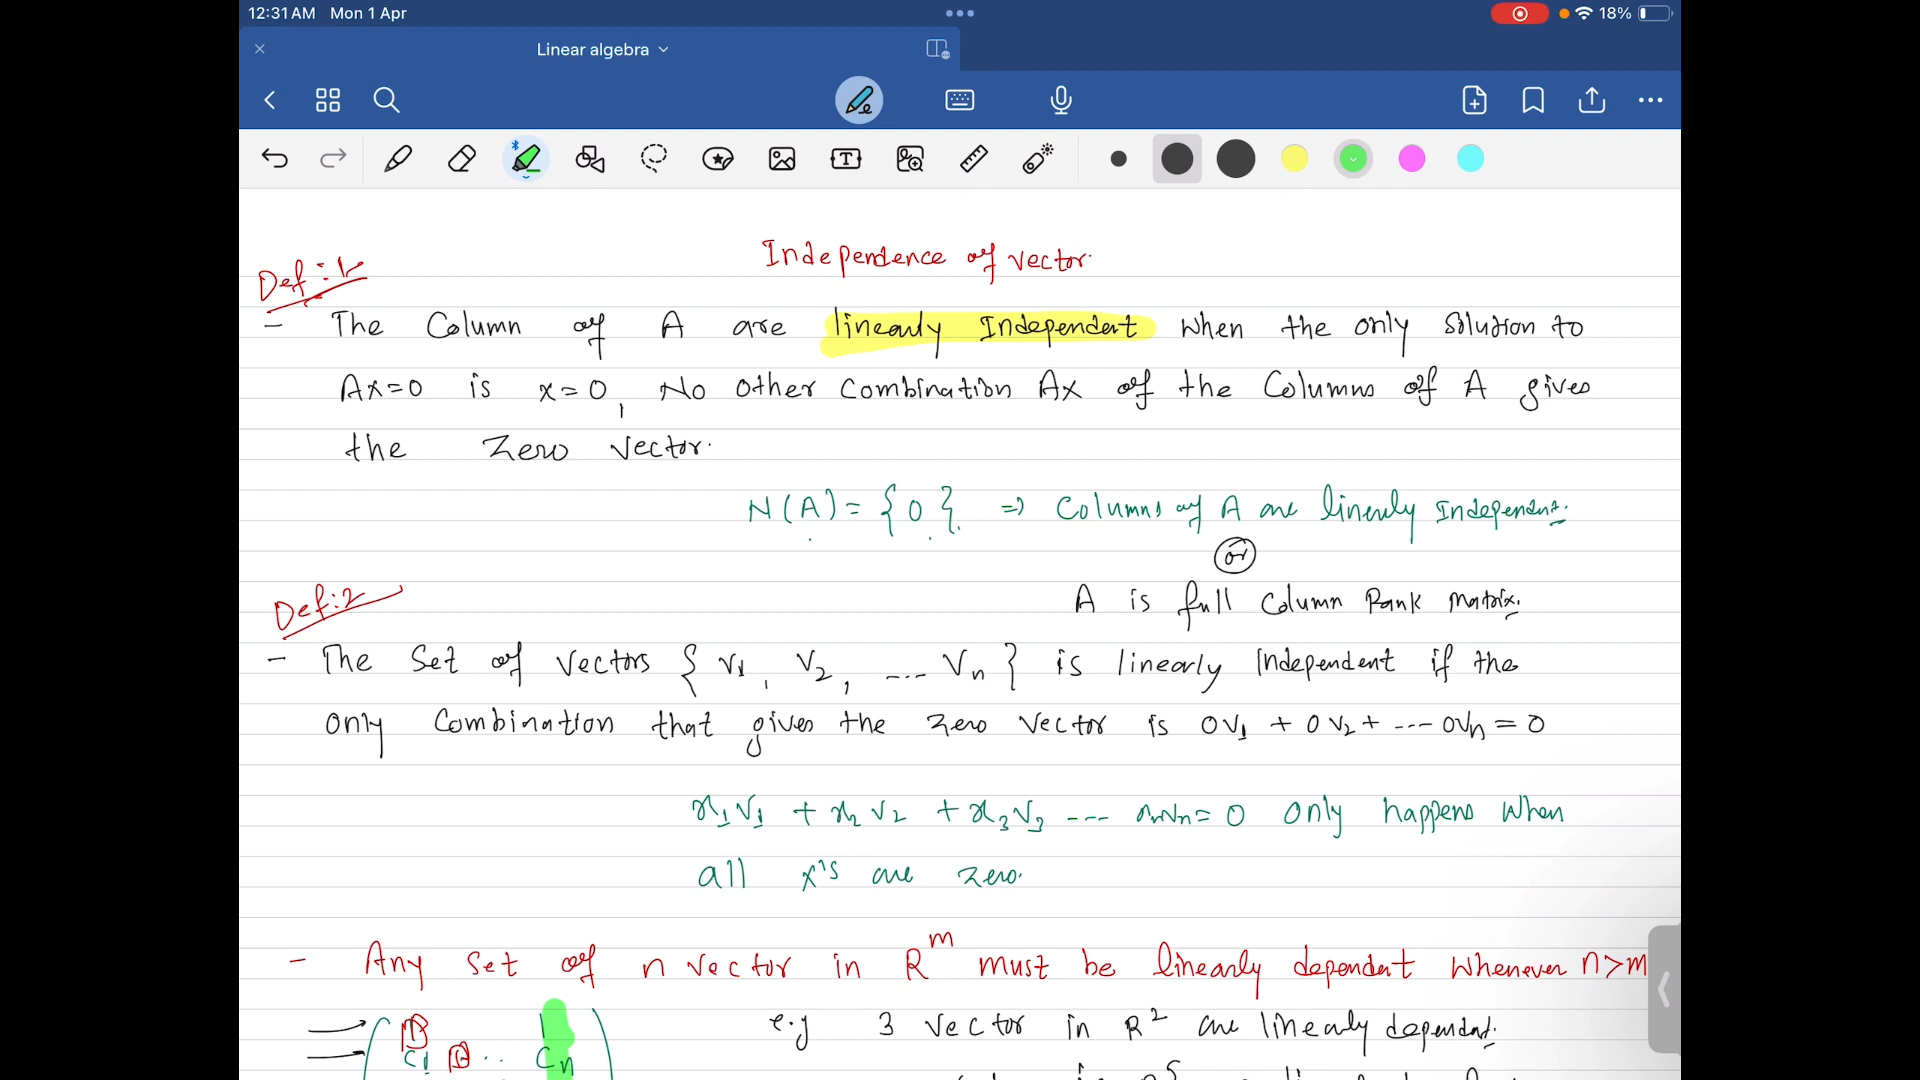 12:31 AM Mon 1 Apr
18%
Linear algebra
Independence of vector.
Def:1
- The Column of A are linearly Independent when the only solution to
Ax=0 is x=0, No other Combination Ax of the Columns of A gives
the Zero Vector.
N(A) = {0}. => Columns of A are linearly Independent.
or
A is full Column Rank Matrix.
Def:2
- The Set of Vectors {v1, v2, ... Vn} is linearly Independent if the
only Combination that gives the Zero Vector is 0v1 + 0v2 + --- 0vn = 0
x1v1 + x2v2 + x3v3 --- xnvn = 0 only happens when
all x's are zero.
- Any Set of n vector in R^m must be linearly dependent whenever n>m
e.g 3 vector in R^2 are linearly dependent.
C1 .. Cn